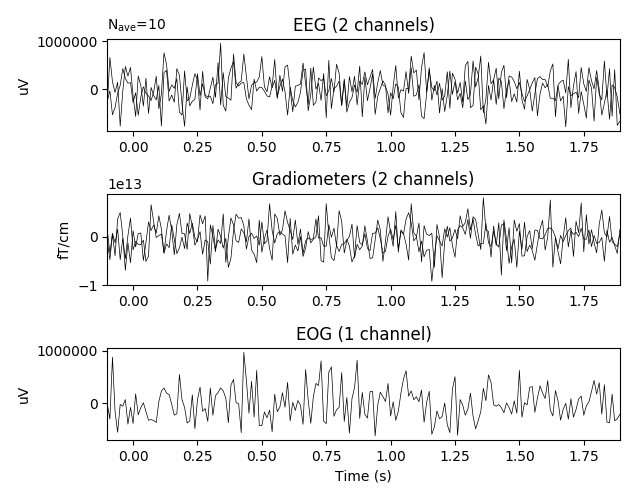 Nave=10
EEG (2 channels)
1000000
0
uV
0.00 0.25 0.50 0.75 1.00 1.25 1.50 1.75
1e13
Gradiometers (2 channels)
0
−1
fT/cm
0.00 0.25 0.50 0.75 1.00 1.25 1.50 1.75
EOG (1 channel)
1000000
0
uV
0.00 0.25 0.50 0.75 1.00 1.25 1.50 1.75
Time (s)